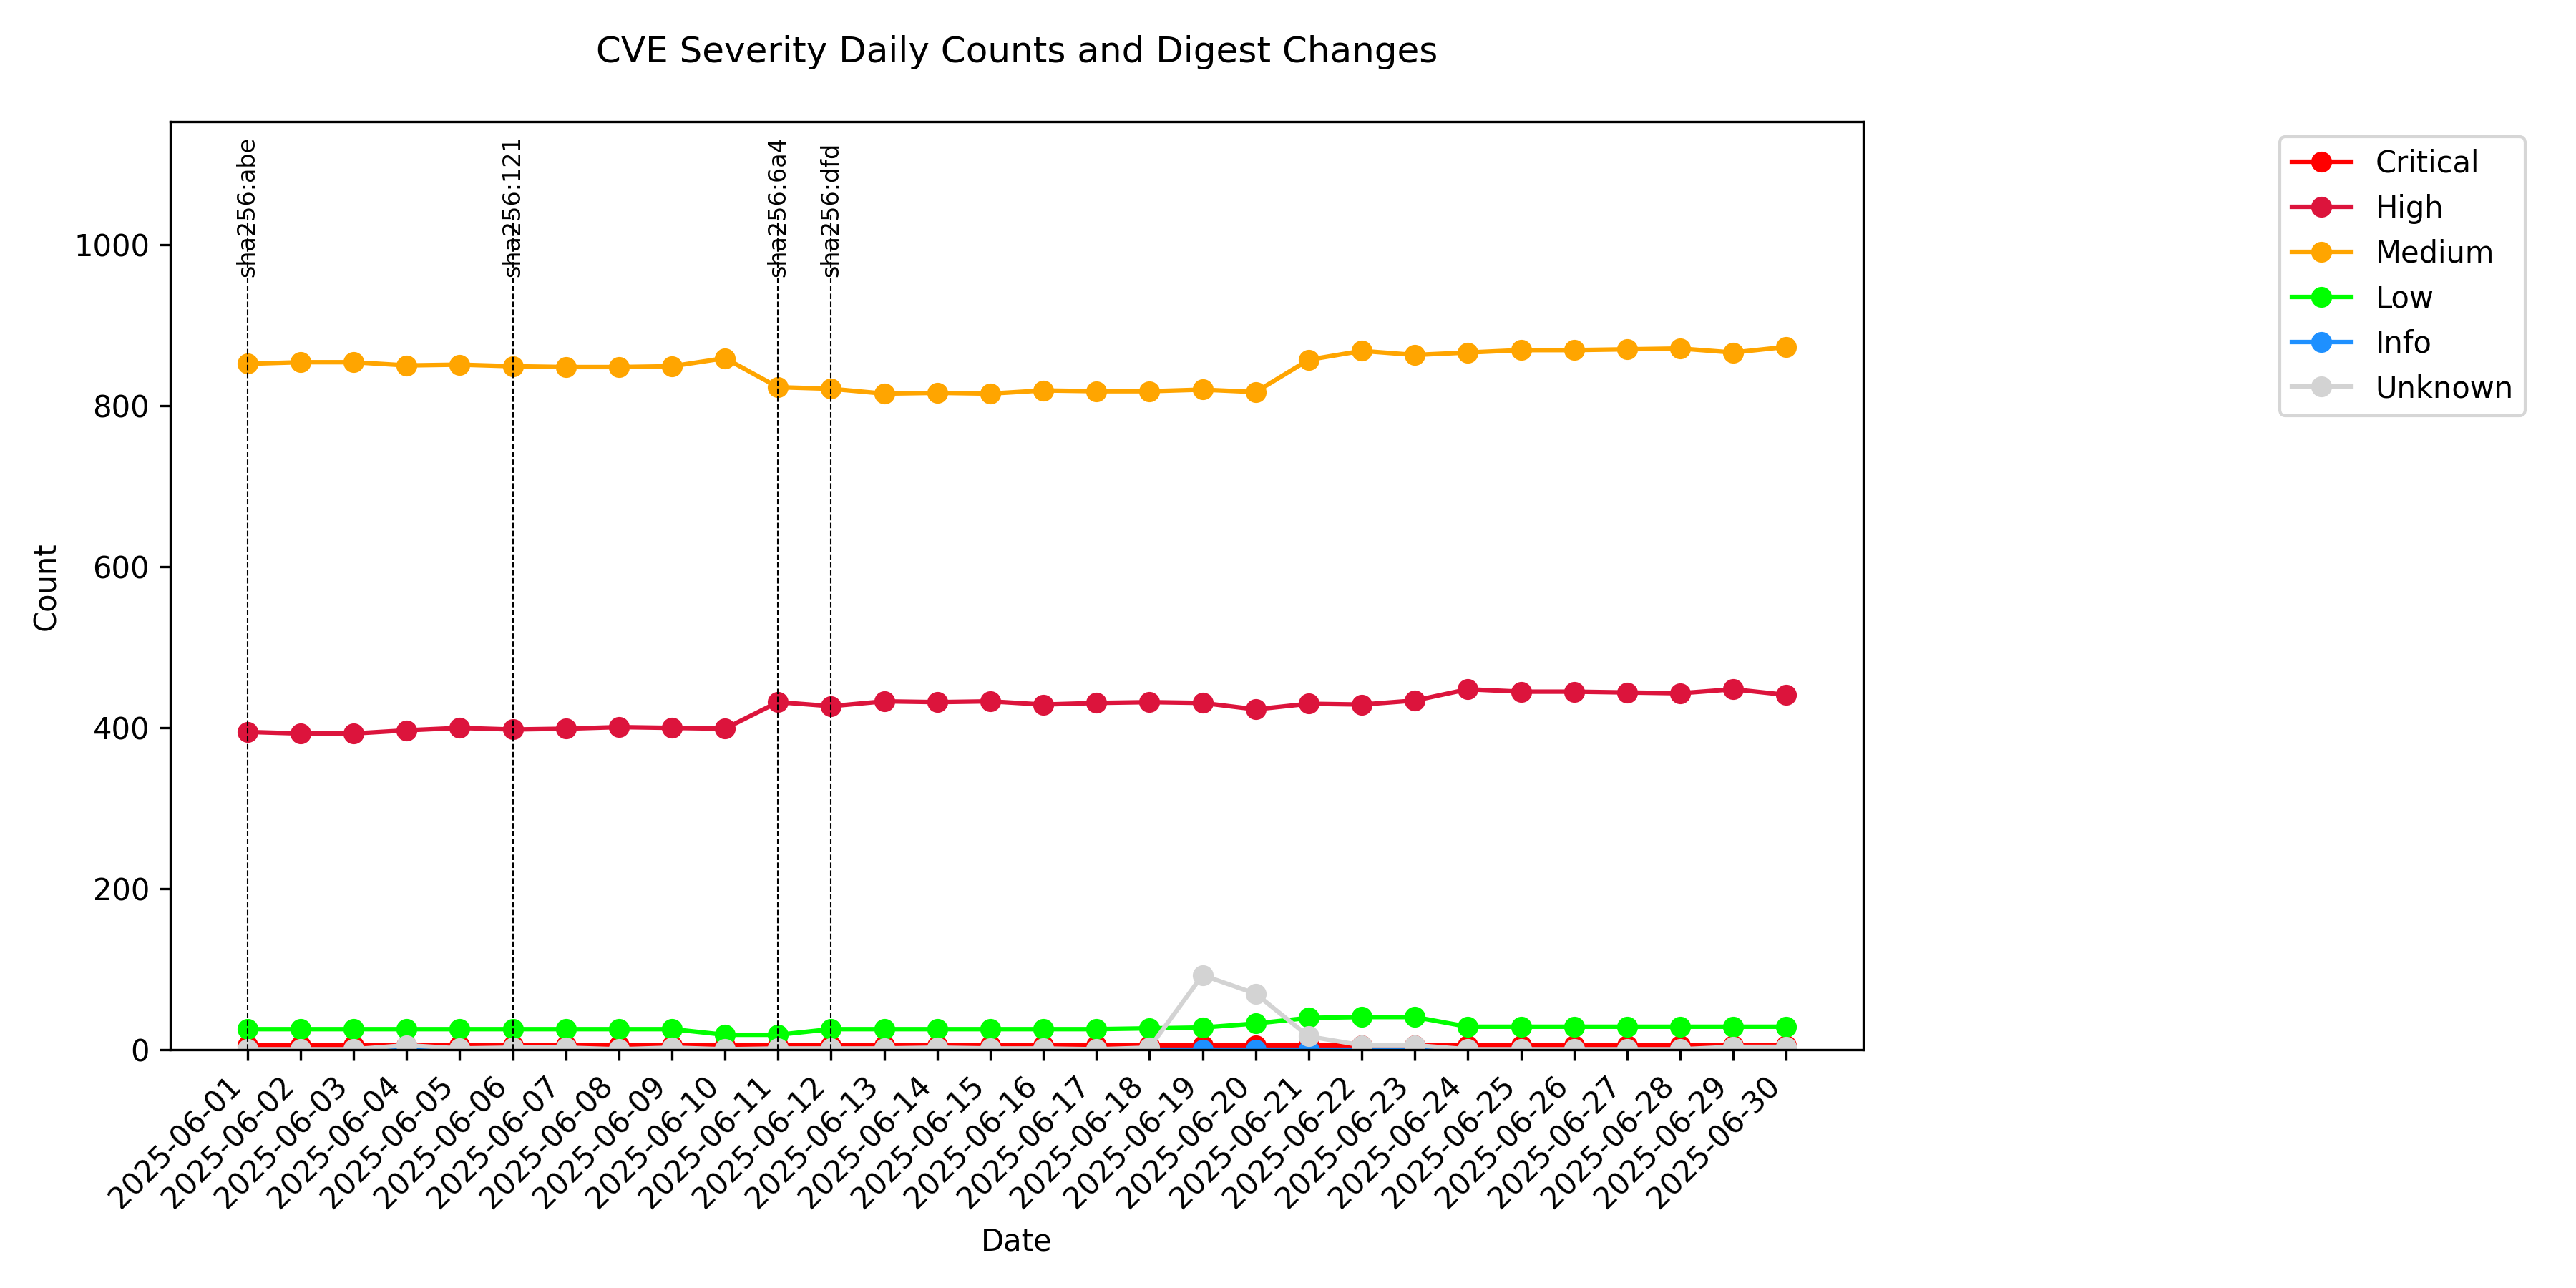 CVE Severity Daily Counts and Digest Changes
sha256:abe
sha256:121
sha256:6a4
sha256:dfd
Critical
High
Medium
Low
Info
Unknown
Count
1000
800
600
400
200
0
2025-06-01
2025-06-02
2025-06-03
2025-06-04
2025-06-05
2025-06-06
2025-06-07
2025-06-08
2025-06-09
2025-06-10
2025-06-11
2025-06-12
2025-06-13
2025-06-14
2025-06-15
2025-06-16
2025-06-17
2025-06-18
2025-06-19
2025-06-20
2025-06-21
2025-06-22
2025-06-23
2025-06-24
2025-06-25
2025-06-26
2025-06-27
2025-06-28
2025-06-29
2025-06-30
Date